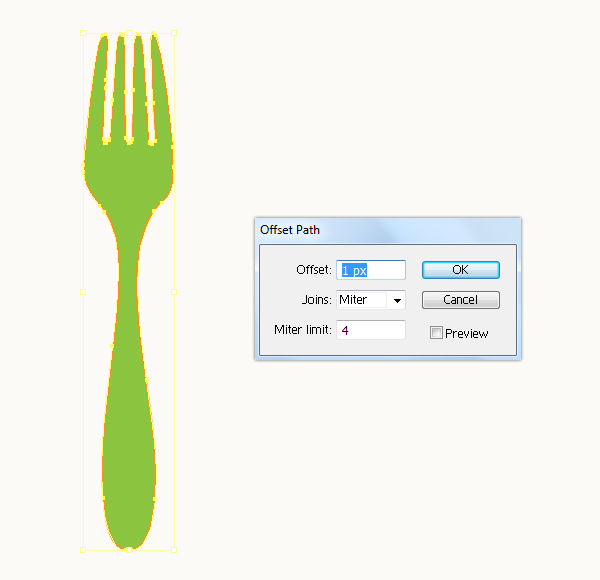 Offset Path
Offset: 1 px OK
Joins: Miter Cancel
Miter limit: 4 Preview